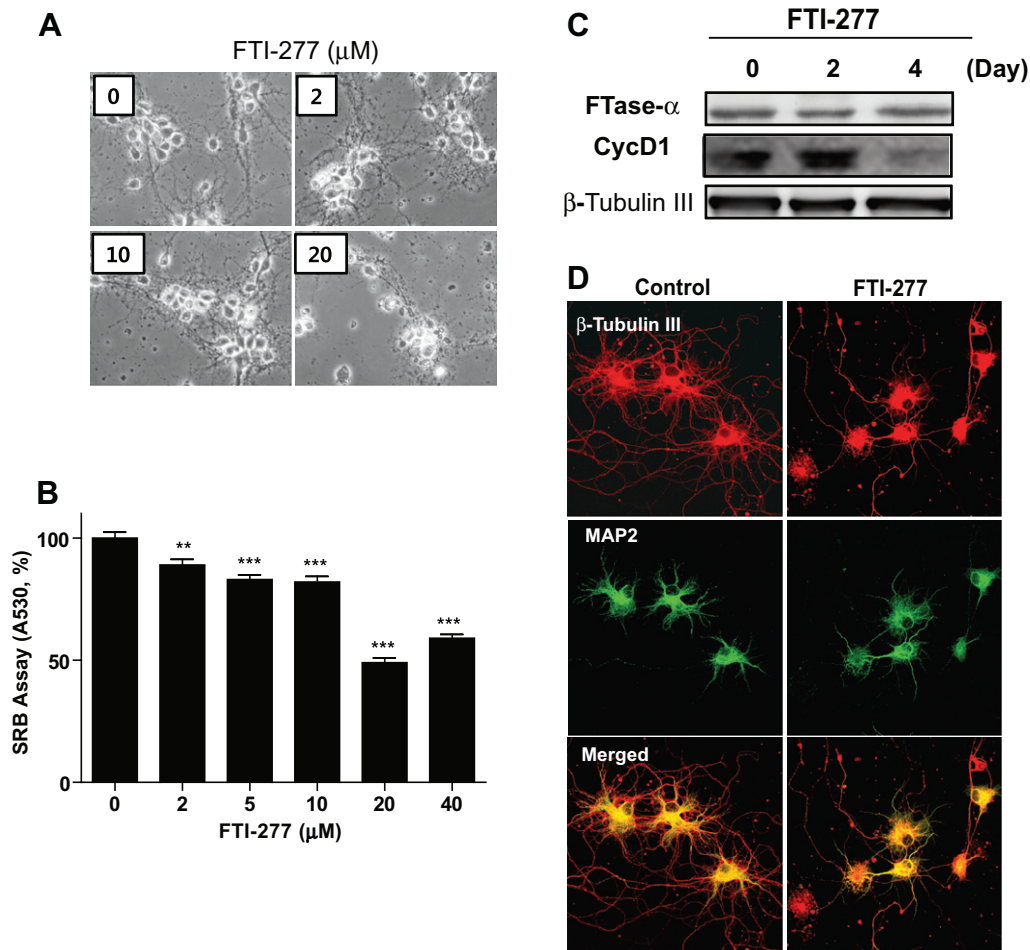 A
FTI-277 (μM)
0
2
10
20
B
SRB Assay (A530, %)
100
50
0
**
***
***
***
***
0 2 5 10 20 40
FTI-277 (μM)
C
FTI-277
0 2 4 (Day)
FTase-α
CycD1
β-Tubulin III
D
Control
FTI-277
β-Tubulin III
MAP2
Merged